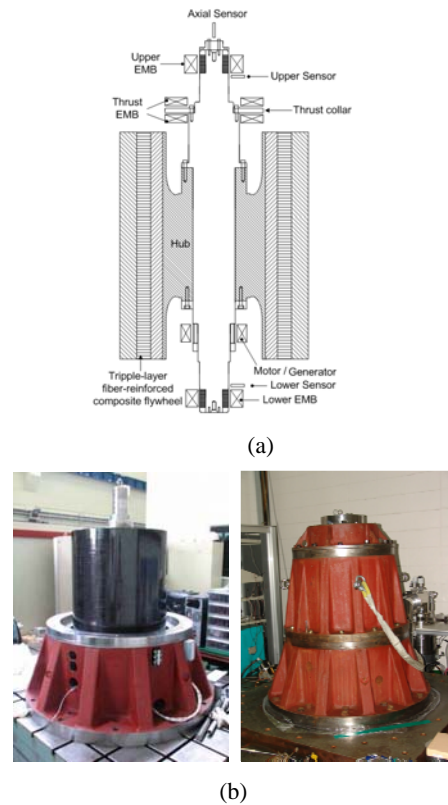 Axial Sensor
Upper
EMB
Upper Sensor
Thrust
EMB
Thrust collar
Hub
Motor / Generator
Tripple-layer
fiber-reinforced
composite flywheel
Lower Sensor
Lower EMB
(a)
(b)